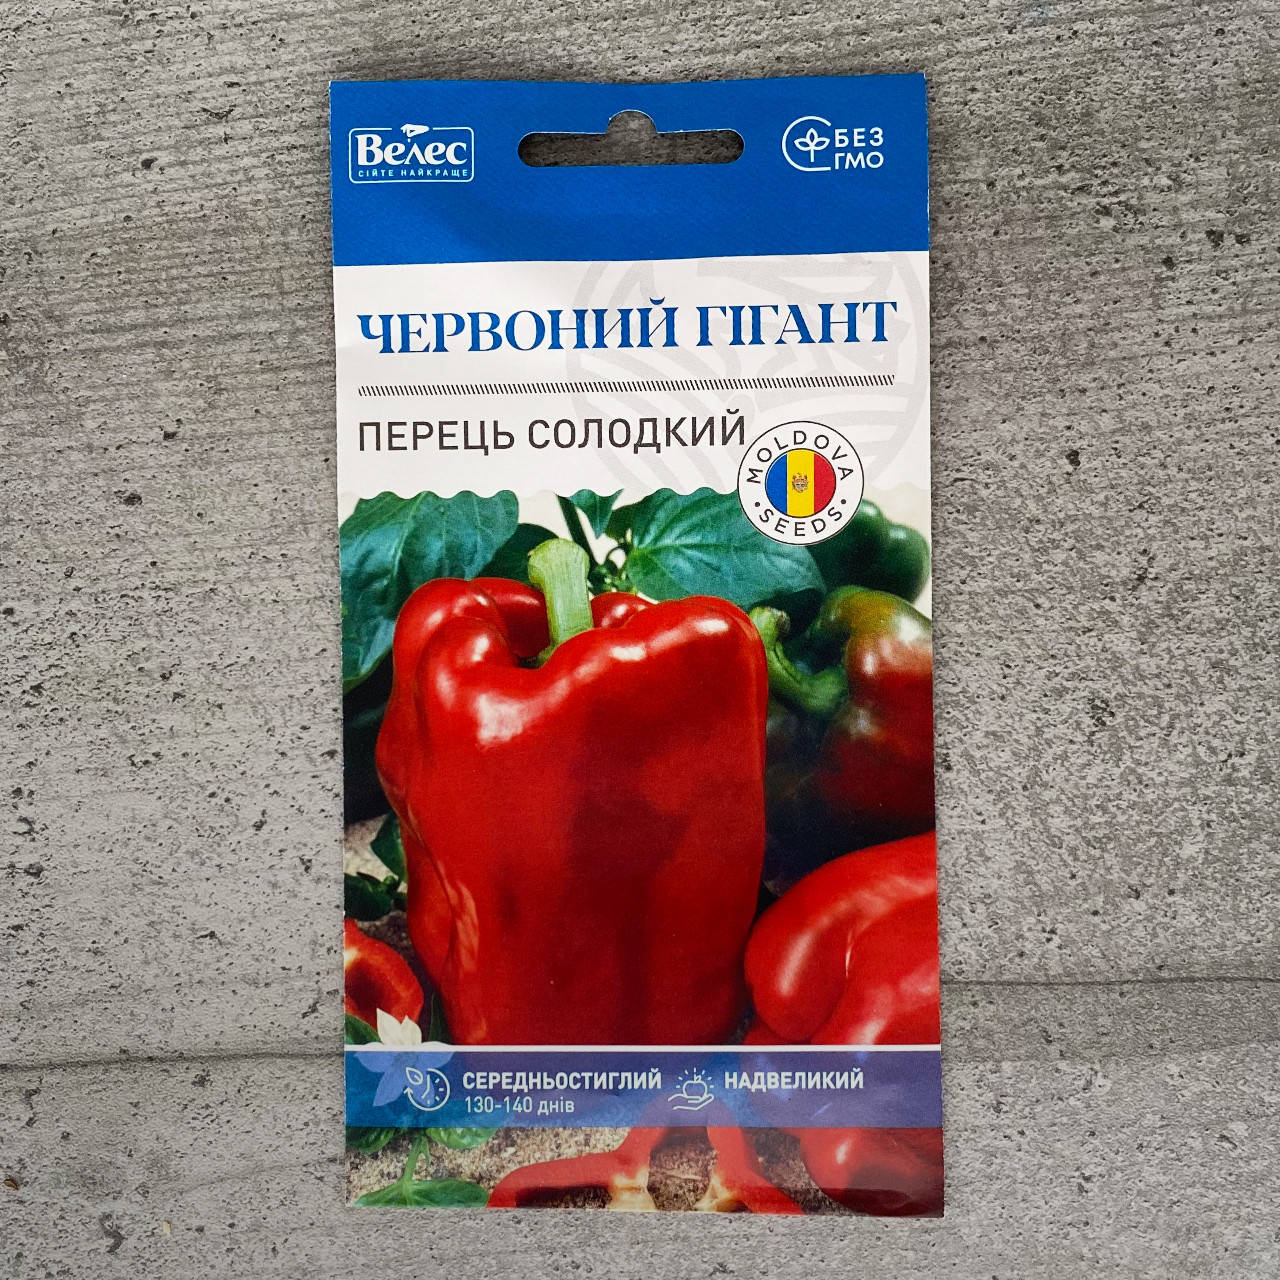 Велес
СІЙТЕ НАЙКРАЩЕ
БЕЗ
ГМО
ЧЕРВОНИЙ ГІГАНТ
ПЕРЕЦЬ СОЛОДКИЙ
MOLDOVA
SEEDS
СЕРЕДНЬОСТИГЛИЙ
130-140 днів
НАДВЕЛИКИЙ